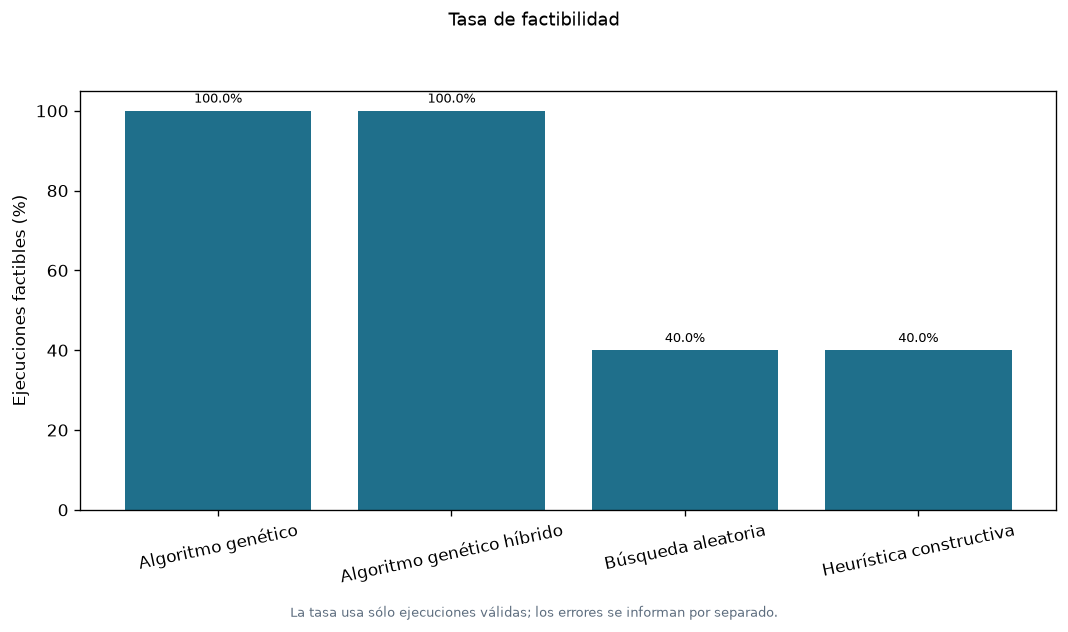 Tasa de factibilidad
Ejecuciones factibles (%)
100
80
60
40
20
0
100.0%
100.0%
40.0%
40.0%
Algoritmo genético
Algoritmo genético híbrido
Búsqueda aleatoria
Heurística constructiva
La tasa usa sólo ejecuciones válidas; los errores se informan por separado.